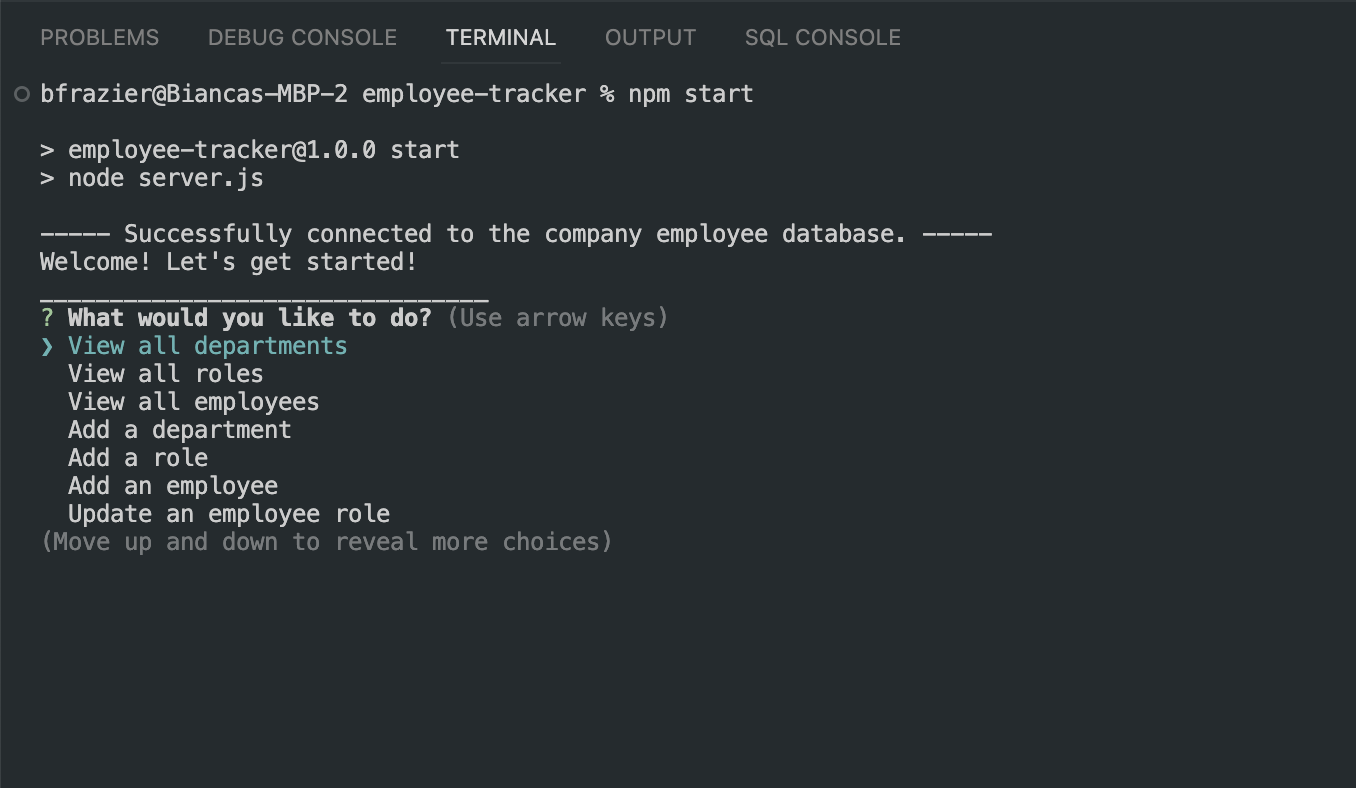 PROBLEMS DEBUG CONSOLE TERMINAL OUTPUT SQL CONSOLE
bfrazier@Biancas-MBP-2 employee-tracker % npm start
> employee-tracker@1.0.0 start
> node server.js
----- Successfully connected to the company employee database. -----
Welcome! Let's get started!
________________________________
? What would you like to do? (Use arrow keys)
❯ View all departments
View all roles
View all employees
Add a department
Add a role
Add an employee
Update an employee role
(Move up and down to reveal more choices)